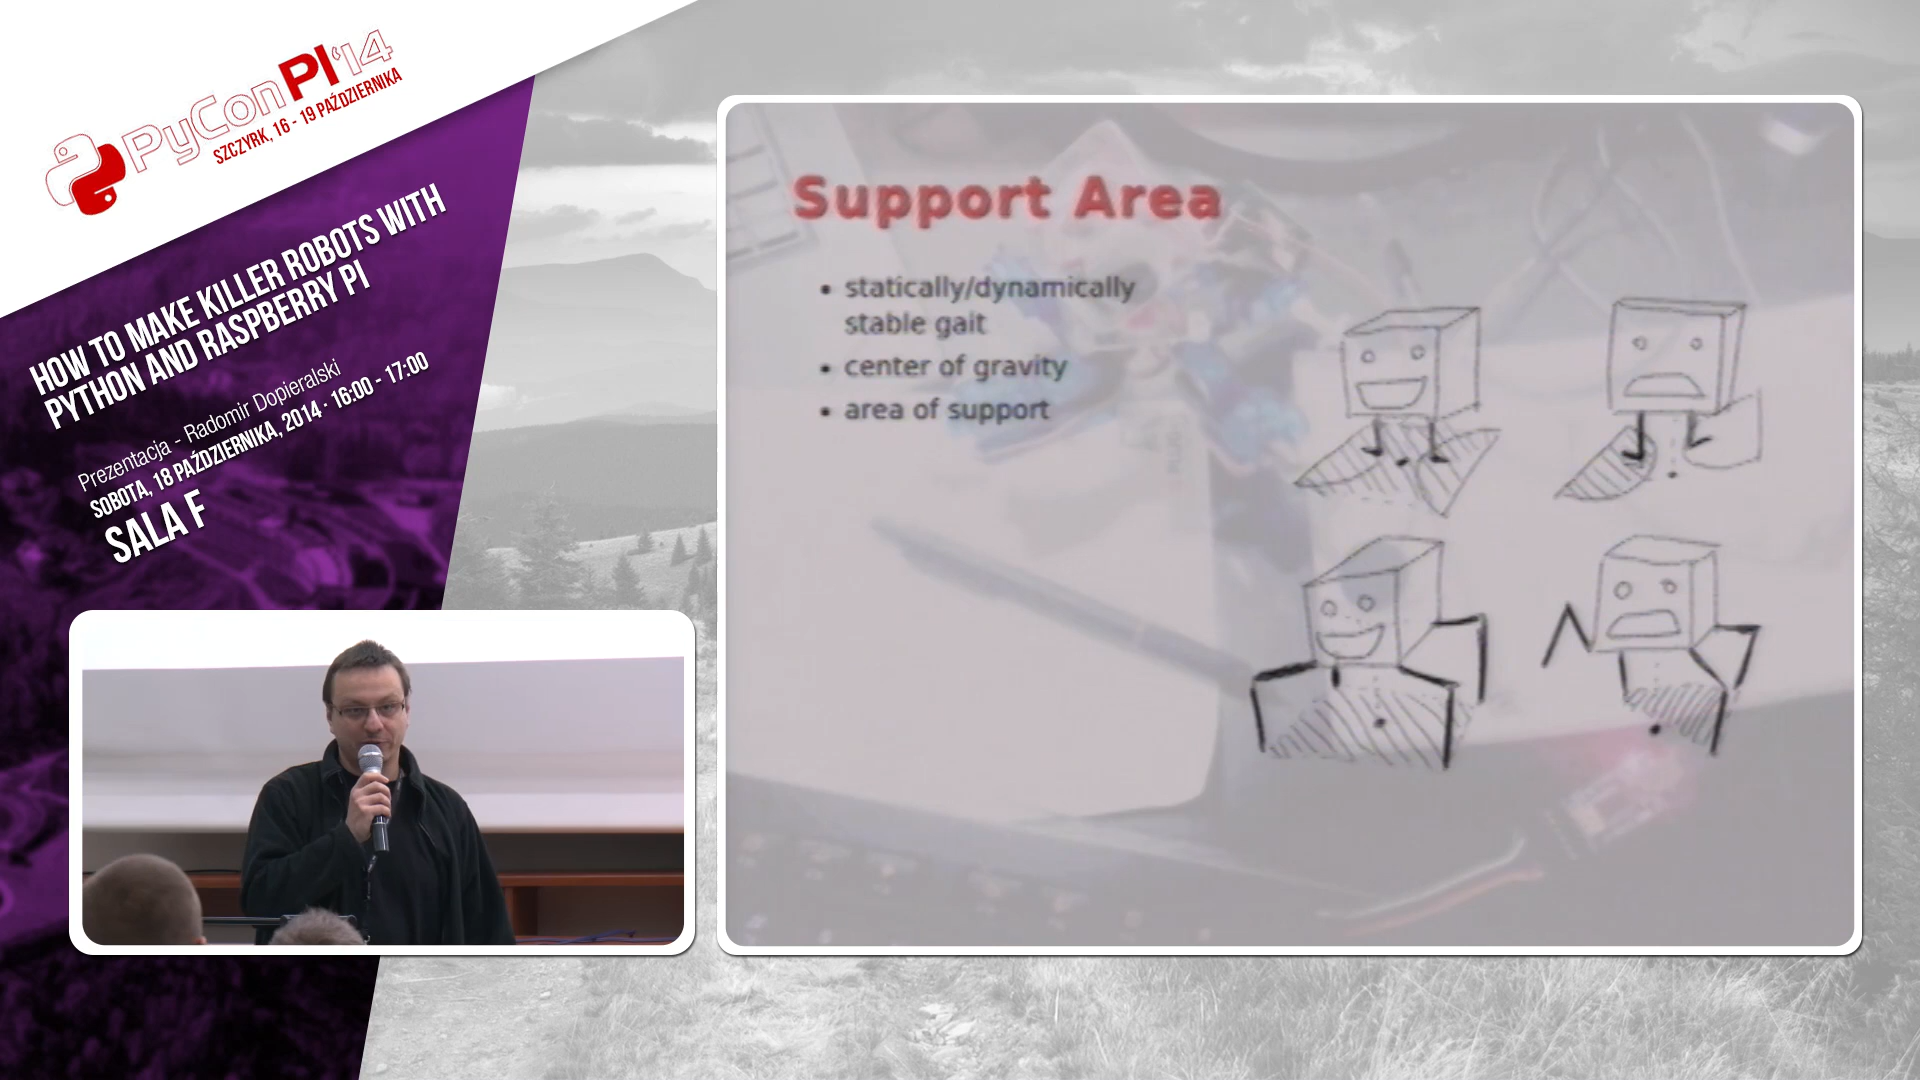 PyConPl'14
SZCZYRK, 16 - 19 PAŹDZIERNIKA
HOW TO MAKE KILLER ROBOTS WITH
PYTHON AND RASPBERRY PI
Prezentacja - Radomir Dopieralski
SOBOTA, 18 PAŹDZIERNIKA, 2014 · 16:00 - 17:00
SALA F
Support Area
• statically/dynamically
stable gait
• center of gravity
• area of support